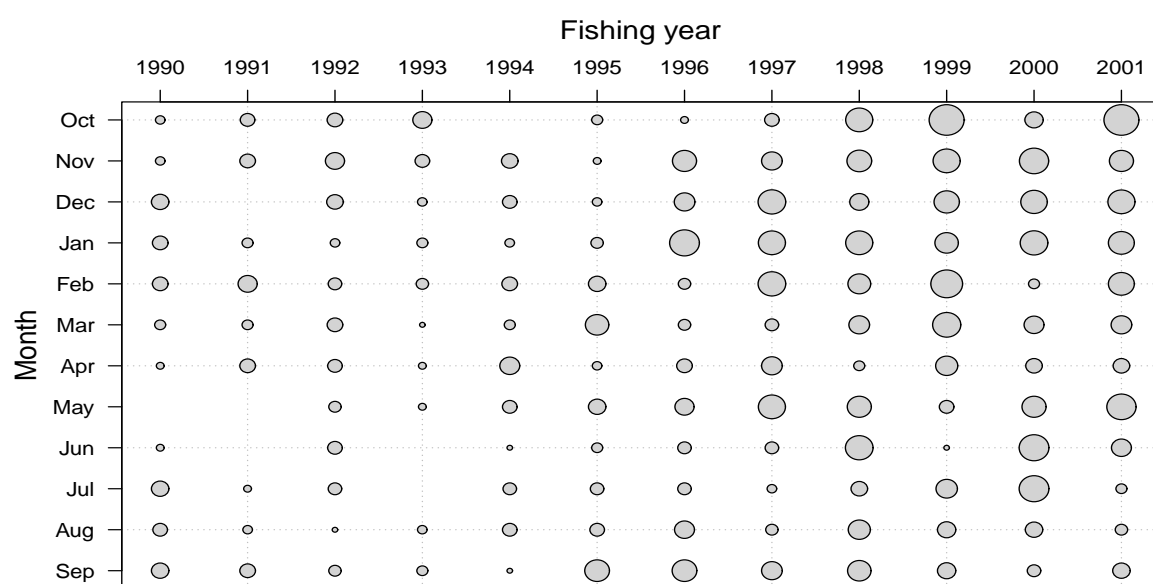 Fishing year
1990 1991 1992 1993 1994 1995 1996 1997 1998 1999 2000 2001
Month
Oct
Nov
Dec
Jan
Feb
Mar
Apr
May
Jun
Jul
Aug
Sep